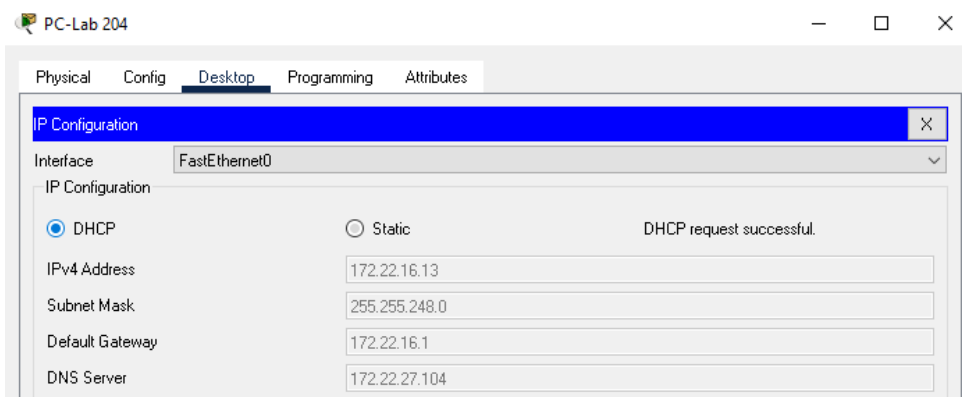 PC-Lab 204
Physical Config Desktop Programming Attributes
IP Configuration X
Interface FastEthernet0
IP Configuration
DHCP Static DHCP request successful.
IPv4 Address 172.22.16.13
Subnet Mask 255.255.248.0
Default Gateway 172.22.16.1
DNS Server 172.22.27.104